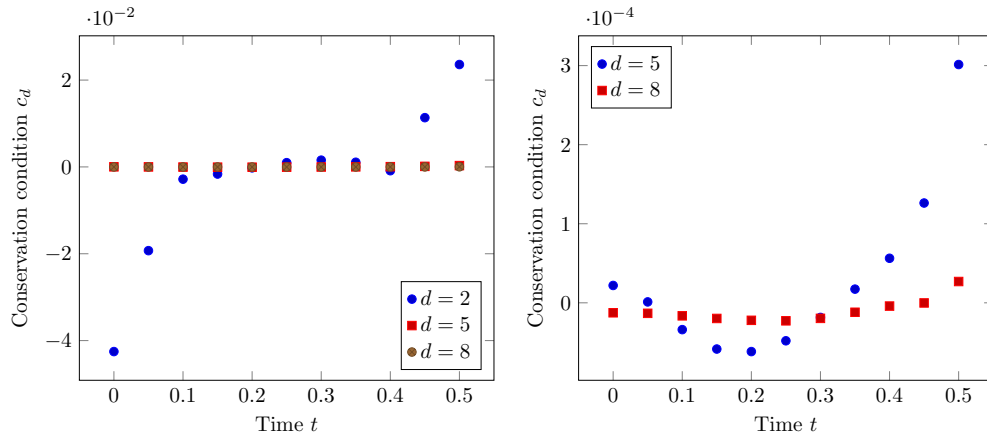 ·10⁻²
Conservation condition c_d
2
0
−2
−4
d = 2
d = 5
d = 8
0 0.1 0.2 0.3 0.4 0.5
Time t
·10⁻⁴
Conservation condition c_d
3
2
1
0
d = 5
d = 8
0 0.1 0.2 0.3 0.4 0.5
Time t